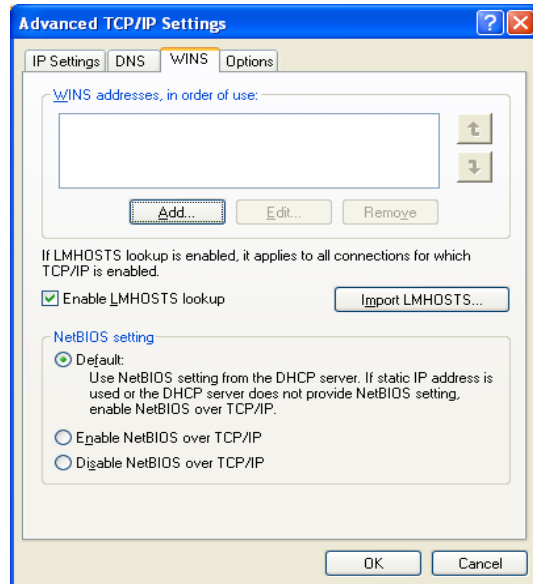 Advanced TCP/IP Settings
IP Settings DNS WINS Options
WINS addresses, in order of use:
Add... Edit... Remove
If LMHOSTS lookup is enabled, it applies to all connections for which
TCP/IP is enabled.
Enable LMHOSTS lookup Import LMHOSTS...
NetBIOS setting
Default:
Use NetBIOS setting from the DHCP server. If static IP address is
used or the DHCP server does not provide NetBIOS setting,
enable NetBIOS over TCP/IP.
Enable NetBIOS over TCP/IP
Disable NetBIOS over TCP/IP
OK Cancel